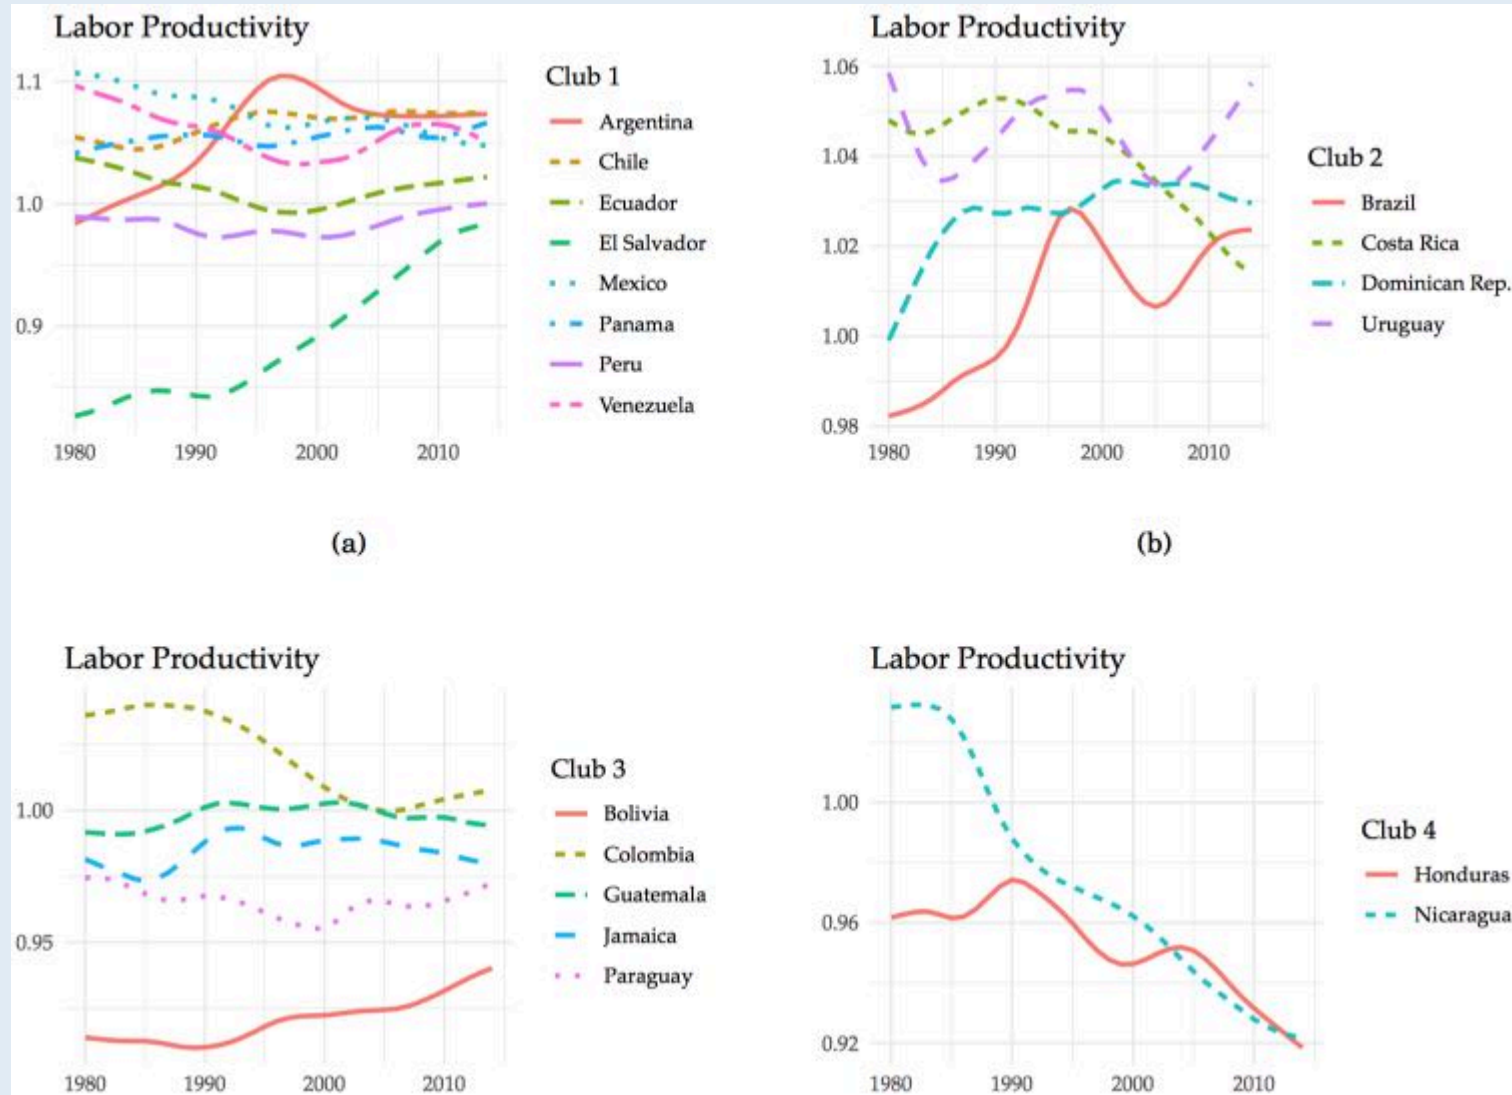 Labor Productivity
1.1
1.0
0.9
1980 1990 2000 2010
Club 1
Argentina
Chile
Ecuador
El Salvador
Mexico
Panama
Peru
Venezuela
(a)
Labor Productivity
1.06
1.04
1.02
1.00
0.98
1980 1990 2000 2010
Club 2
Brazil
Costa Rica
Dominican Rep.
Uruguay
(b)
Labor Productivity
1.00
0.95
1980 1990 2000 2010
Club 3
Bolivia
Colombia
Guatemala
Jamaica
Paraguay
Labor Productivity
1.00
0.96
0.92
1980 1990 2000 2010
Club 4
Honduras
Nicaragua